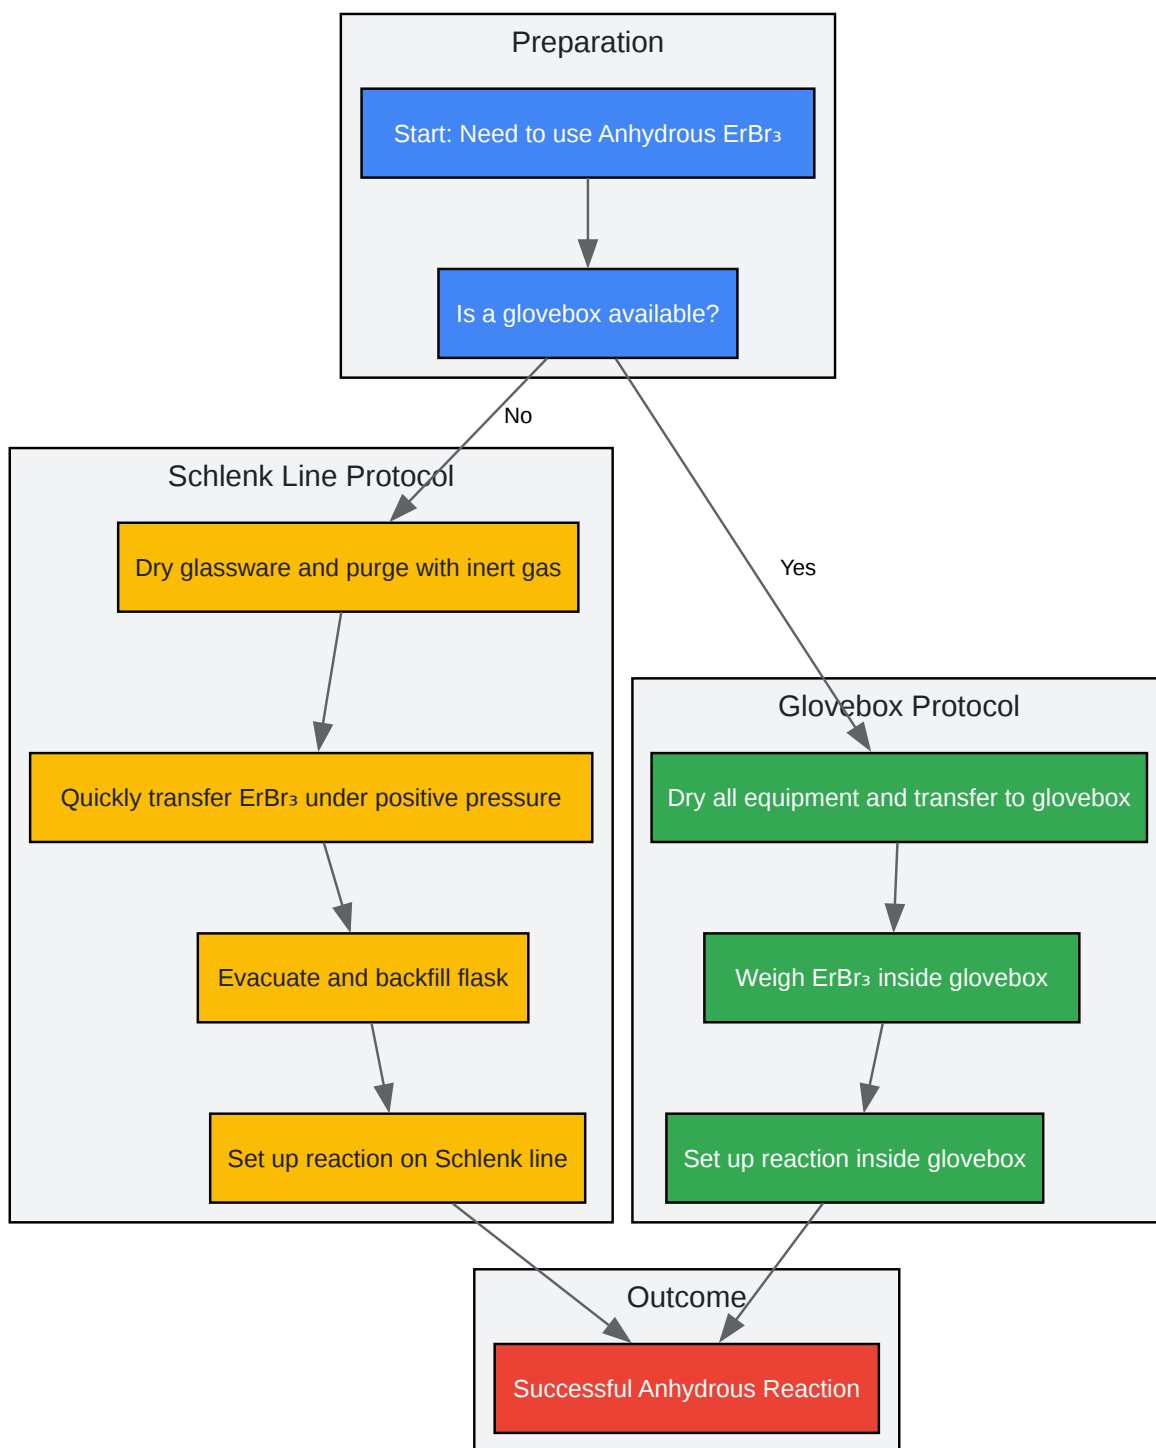 Preparation
Start: Need to use Anhydrous ErBr₃
Is a glovebox available?
No
Yes
Schlenk Line Protocol
Dry glassware and purge with inert gas
Quickly transfer ErBr₃ under positive pressure
Evacuate and backfill flask
Set up reaction on Schlenk line
Glovebox Protocol
Dry all equipment and transfer to glovebox
Weigh ErBr₃ inside glovebox
Set up reaction inside glovebox
Outcome
Successful Anhydrous Reaction